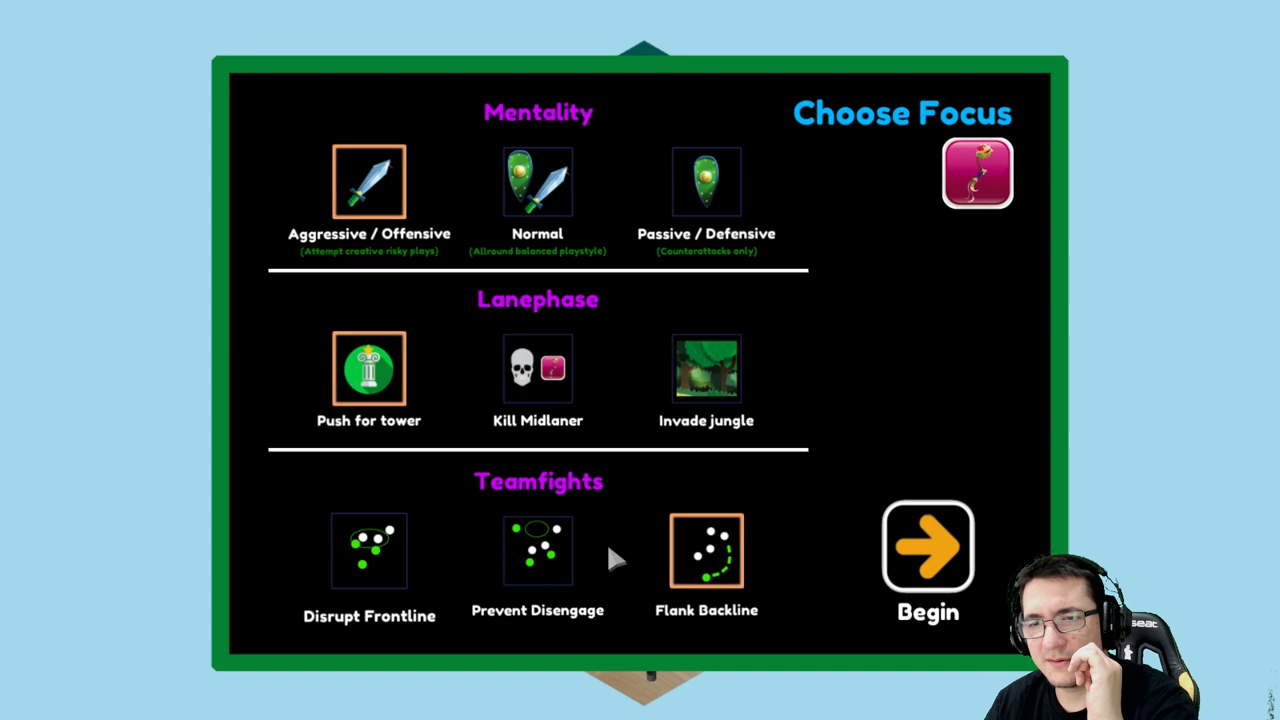 Mentality
Choose Focus
Aggressive / Offensive
(Attempt creative risky plays)
Normal
(Allround balanced playstyle)
Passive / Defensive
(Counterattacks only)
Lanephase
Push for tower
Kill Midlaner
Invade jungle
Teamfights
Disrupt Frontline
Prevent Disengage
Flank Backline
Begin